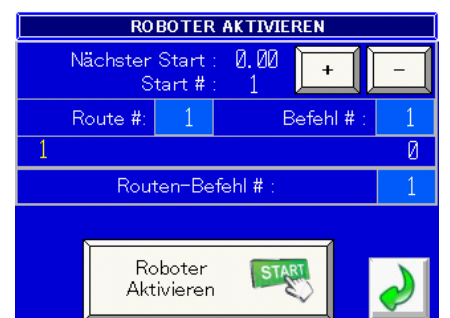 ROBOTER AKTIVIEREN
Nächster Start : 0.00 + -
Start # : 1
Route #: 1 Befehl # : 1
1 0
Routen-Befehl # : 1
Roboter
Aktivieren
START